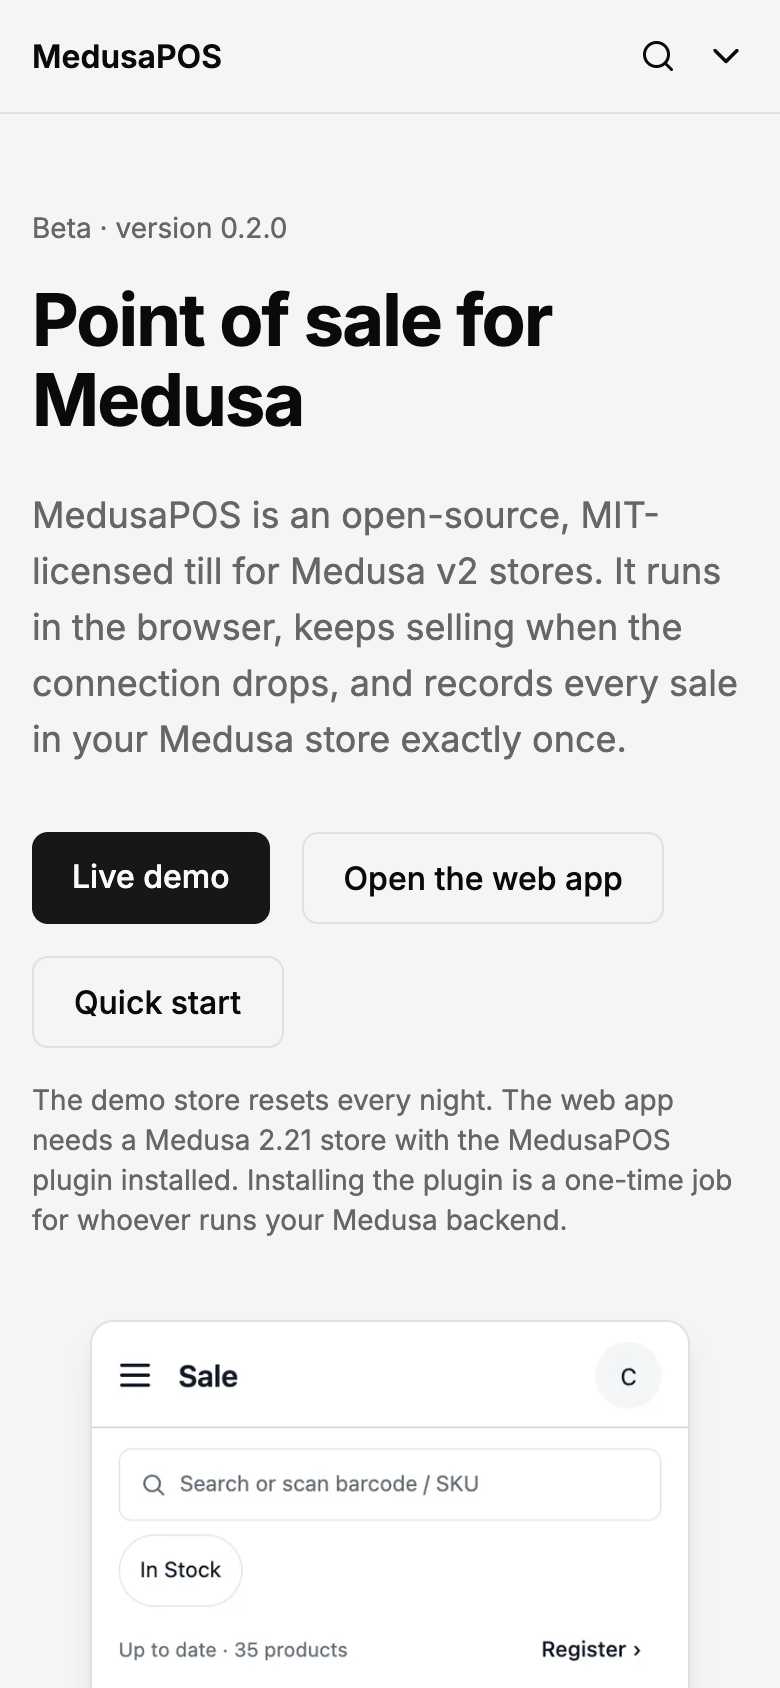 MedusaPOS
Beta · version 0.2.0
Point of sale for
Medusa
MedusaPOS is an open-source, MIT-
licensed till for Medusa v2 stores. It runs
in the browser, keeps selling when the
connection drops, and records every sale
in your Medusa store exactly once.
Live demo
Open the web app
Quick start
The demo store resets every night. The web app
needs a Medusa 2.21 store with the MedusaPOS
plugin installed. Installing the plugin is a one-time job
for whoever runs your Medusa backend.
Sale
C
Search or scan barcode / SKU
In Stock
Up to date · 35 products
Register ›